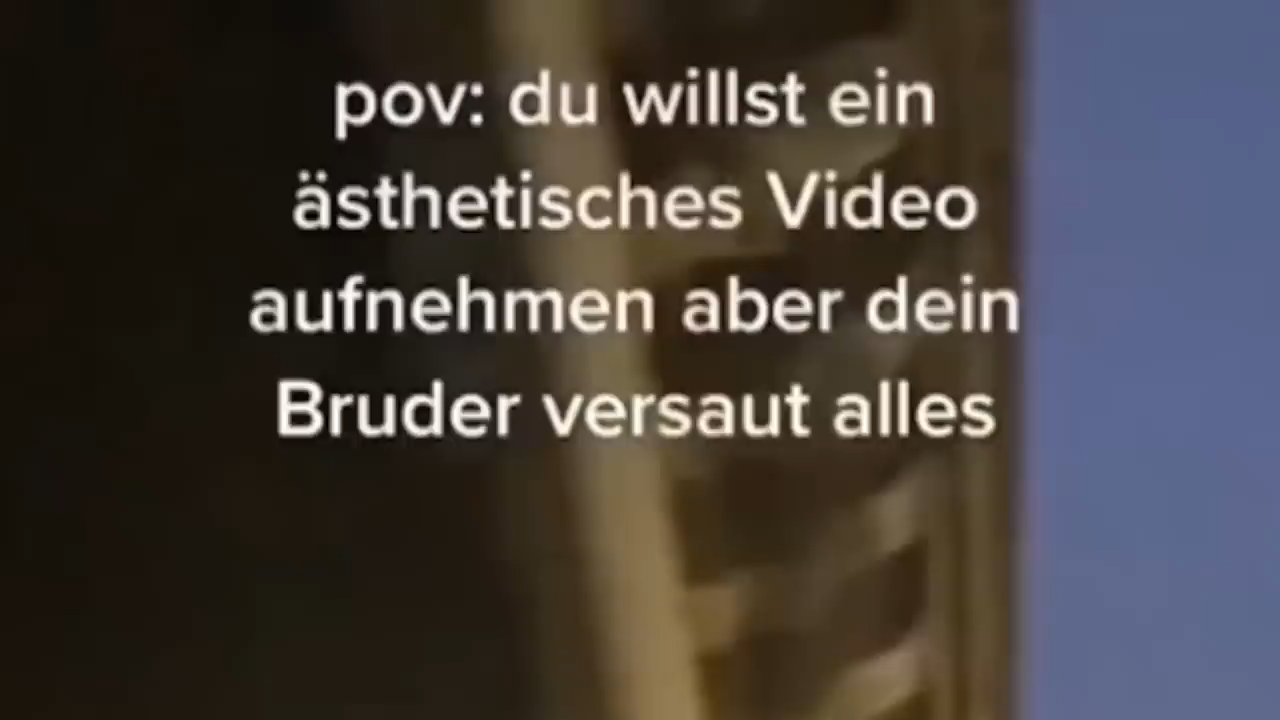 pov: du willst ein
ästhetisches Video
aufnehmen aber dein
Bruder versaut alles